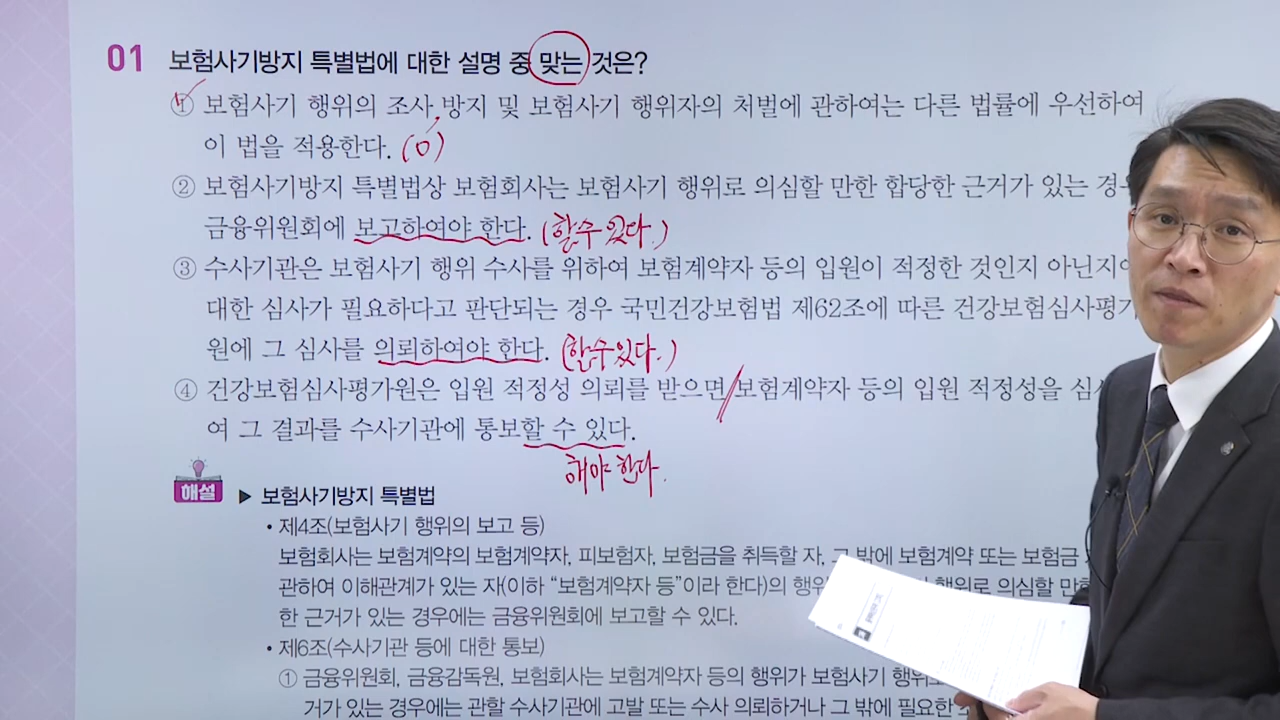 01 보험사기방지 특별법에 대한 설명 중 맞는 것은?
① 보험사기 행위의 조사, 방지 및 보험사기 행위자의 처벌에 관하여는 다른 법률에 우선하여
이 법을 적용한다. (O)
② 보험사기방지 특별법상 보험회사는 보험사기 행위로 의심할 만한 합당한 근거가 있는
금융위원회에 보고하여야 한다. (할 수 있다.)
③ 수사기관은 보험사기 행위 수사를 위하여 보험계약자 등의 입원이 적정한 것인지
대한 심사가 필요하다고 판단되는 경우 국민건강보험법 제62조에 따른
원에 그 심사를 의뢰하여야 한다. (할 수 있다.)
④ 건강보험심사평가원은 입원 적정성 의뢰를 받으면 보험계약자 등의 입원 적정성을
여 그 결과를 수사기관에 통보할 수 있다.
해야 한다.
해설 ▶ 보험사기방지 특별법
• 제4조(보험사기 행위의 보고 등)
보험회사는 보험계약의 보험계약자, 피보험자, 보험금을 취득할 자, 그 밖에 보험계약 또는 보험금
관하여 이해관계가 있는 자(이하 “보험계약자 등”이라 한다)의 행위로 의심할
한 근거가 있는 경우에는 금융위원회에 보고할 수 있다.
• 제6조(수사기관 등에 대한 통보)
① 금융위원회, 금융감독원, 보험회사는 보험계약자 등의 행위가 보험사기
거가 있는 경우에는 관할 수사기관에 고발 또는 수사 의뢰하거나 그 밖에 필요한